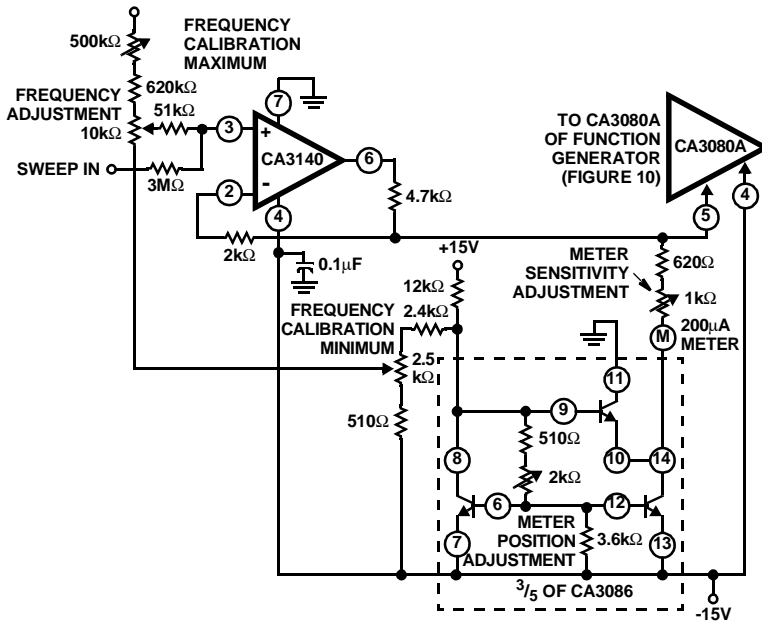 500kΩ
FREQUENCY
CALIBRATION
MAXIMUM
620kΩ
FREQUENCY
ADJUSTMENT
10kΩ
51kΩ
SWEEP IN
3MΩ
7
3
+
CA3140
6
2
-
4
4.7kΩ
2kΩ
0.1μF
TO CA3080A
OF FUNCTION
GENERATOR
(FIGURE 10)
CA3080A
5
4
+15V
12kΩ
2.4kΩ
FREQUENCY
CALIBRATION
MINIMUM
2.5
kΩ
510Ω
METER
SENSITIVITY
ADJUSTMENT
620Ω
1kΩ
M
200μA
METER
11
9
510Ω
10
14
8
2kΩ
6
12
METER
POSITION
ADJUSTMENT
3.6kΩ
7
13
3/5 OF CA3086
-15V